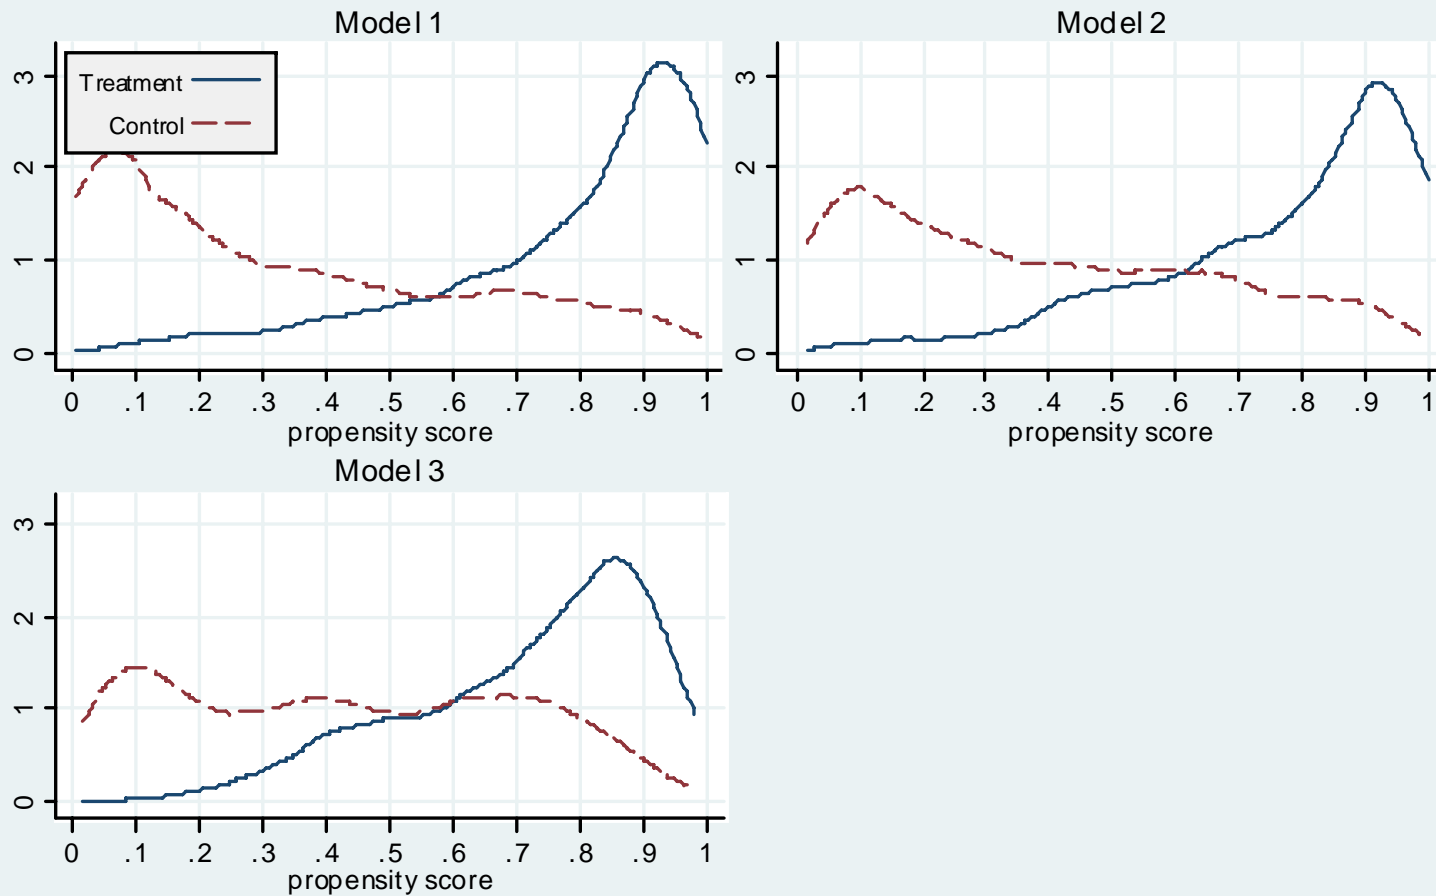 Model 1
3
2
1
0
Treatment
Control
0 .1 .2 .3 .4 .5 .6 .7 .8 .9 1
propensity score
Model 2
3
2
1
0
0 .1 .2 .3 .4 .5 .6 .7 .8 .9 1
propensity score
Model 3
3
2
1
0
0 .1 .2 .3 .4 .5 .6 .7 .8 .9 1
propensity score